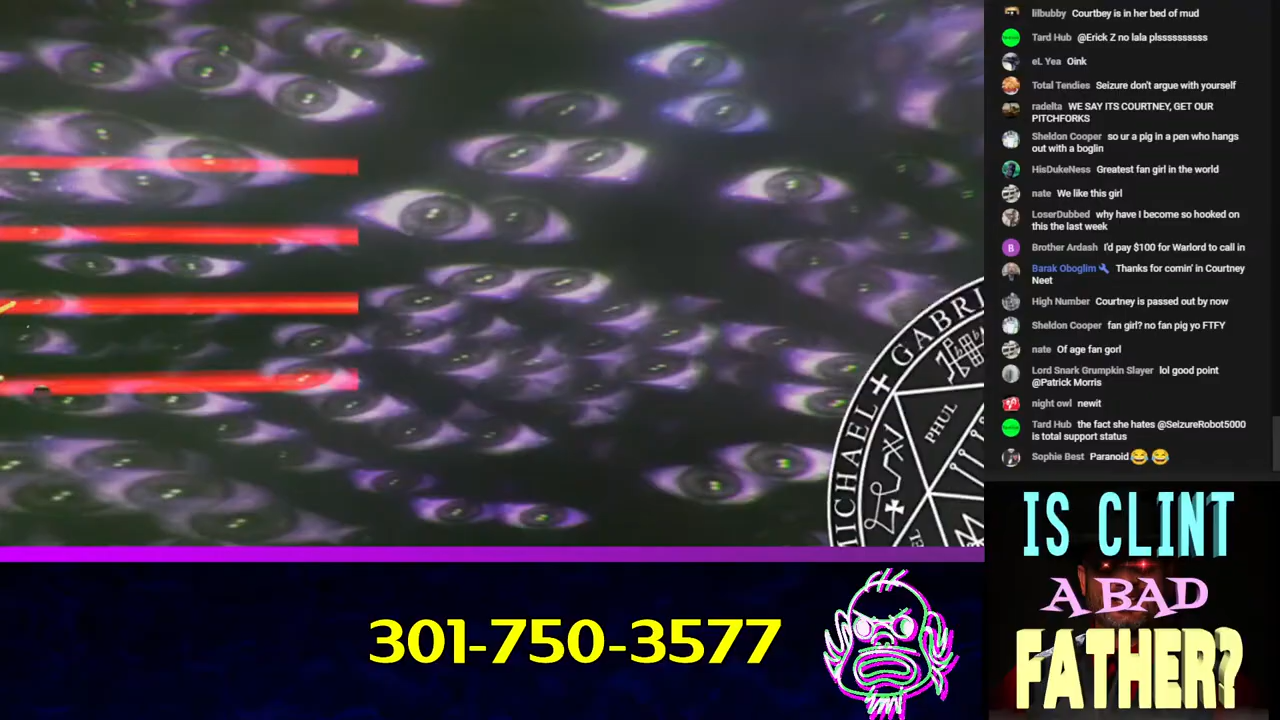 lilbubby Courtbey is in her bed of mud
Tard Hub @Erick Z no lala plssssssssss
eL Yea Oink
Total Tendies Seizure don't argue with yourself
radelta WE SAY ITS COURTNEY, GET OUR
PITCHFORKS
Sheldon Cooper so ur a pig in a pen who hangs
out with a boglin
HisDukeNess Greatest fan girl in the world
nate We like this girl
LoserDubbed why have I become so hooked on
this the last week
B
Brother Ardash I'd pay $100 for Warlord to call in
Barak Oboglim Thanks for comin' in Courtney
Neet
High Number Courtney is passed out by now
Sheldon Cooper fan girl? no fan pig yo FTFY
nate Of age fan gorl
Lord Snark Grumpkin Slayer lol good point
@Patrick Morris
night owl newit
Tard Hub the fact she hates @SeizureRobot5000
is total support status
Sophie Best Paranoid😂 😂
MICHAEL + GABRI
PHUL
301-750-3577
IS CLINT
A BAD
FATHER?